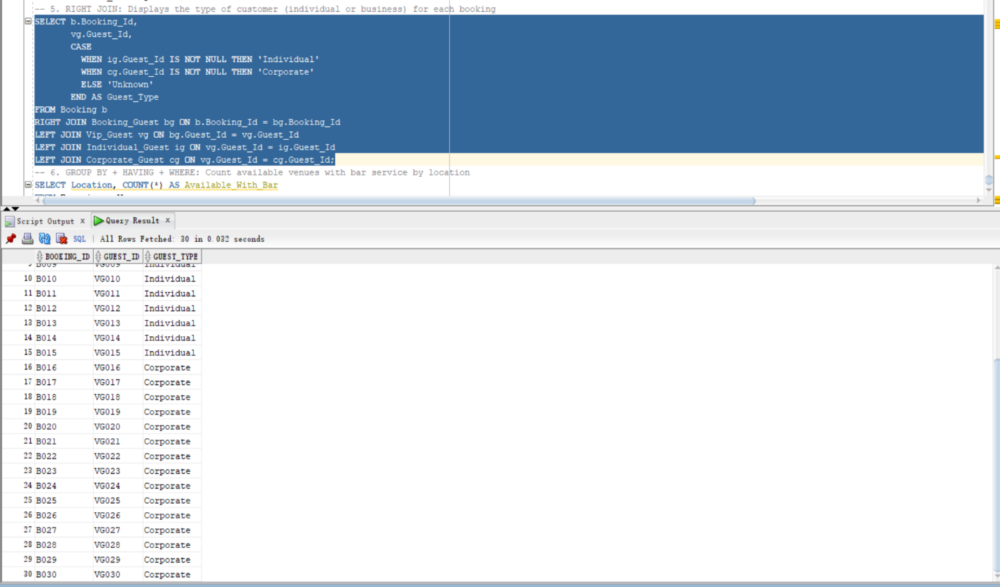 -- 5. RIGHT JOIN: Displays the type of customer (individual or business) for each booking
SELECT b.Booking_Id,
vg.Guest_Id,
CASE
WHEN ig.Guest_Id IS NOT NULL THEN 'Individual'
WHEN cg.Guest_Id IS NOT NULL THEN 'Corporate'
ELSE 'Unknown'
END AS Guest_Type
FROM Booking b
RIGHT JOIN Booking_Guest bg ON b.Booking_Id = bg.Booking_Id
LEFT JOIN Vip_Guest vg ON bg.Guest_Id = vg.Guest_Id
LEFT JOIN Individual_Guest ig ON vg.Guest_Id = ig.Guest_Id
LEFT JOIN Corporate_Guest cg ON vg.Guest_Id = cg.Guest_Id;
-- 6. GROUP BY + HAVING + WHERE: Count available venues with bar service by location
SELECT Location, COUNT(*) AS Available_With_Bar
Script Output x Query Result x
SQL | All Rows Fetched: 30 in 0.032 seconds
BOOKING_ID GUEST_ID GUEST_TYPE
9 B009 VG009 Individual
10 B010 VG010 Individual
11 B011 VG011 Individual
12 B012 VG012 Individual
13 B013 VG013 Individual
14 B014 VG014 Individual
15 B015 VG015 Individual
16 B016 VG016 Corporate
17 B017 VG017 Corporate
18 B018 VG018 Corporate
19 B019 VG019 Corporate
20 B020 VG020 Corporate
21 B021 VG021 Corporate
22 B022 VG022 Corporate
23 B023 VG023 Corporate
24 B024 VG024 Corporate
25 B025 VG025 Corporate
26 B026 VG026 Corporate
27 B027 VG027 Corporate
28 B028 VG028 Corporate
29 B029 VG029 Corporate
30 B030 VG030 Corporate